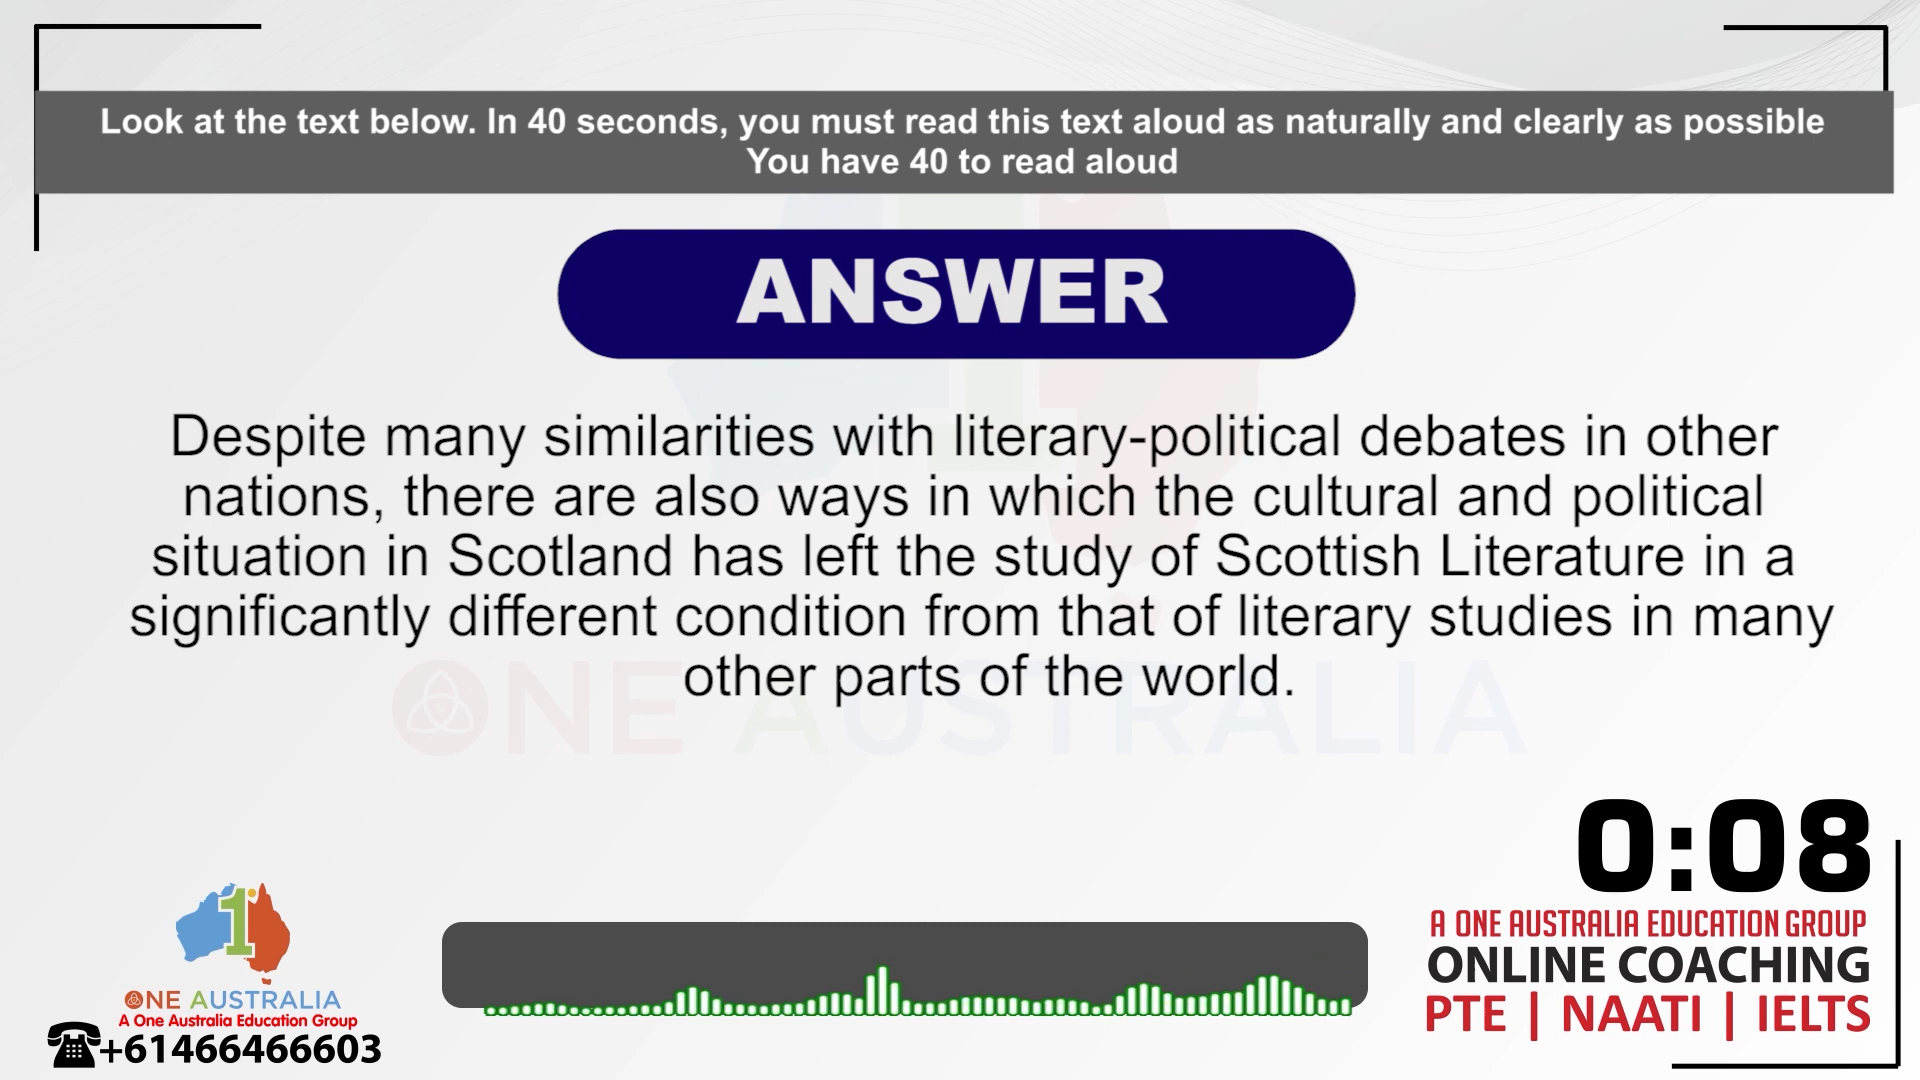 Look at the text below. In 40 seconds, you must read this text aloud as naturally and clearly as possible
You have 40 to read aloud
ANSWER
Despite many similarities with literary-political debates in other
nations, there are also ways in which the cultural and political
situation in Scotland has left the study of Scottish Literature in a
significantly different condition from that of literary studies in many
other parts of the world.
ONE AUSTRALIA
0:08
A ONE AUSTRALIA EDUCATION GROUP
ONLINE COACHING
PTE | NAATI | IELTS
1
ONE AUSTRALIA
A One Australia Education Group
+61466466603